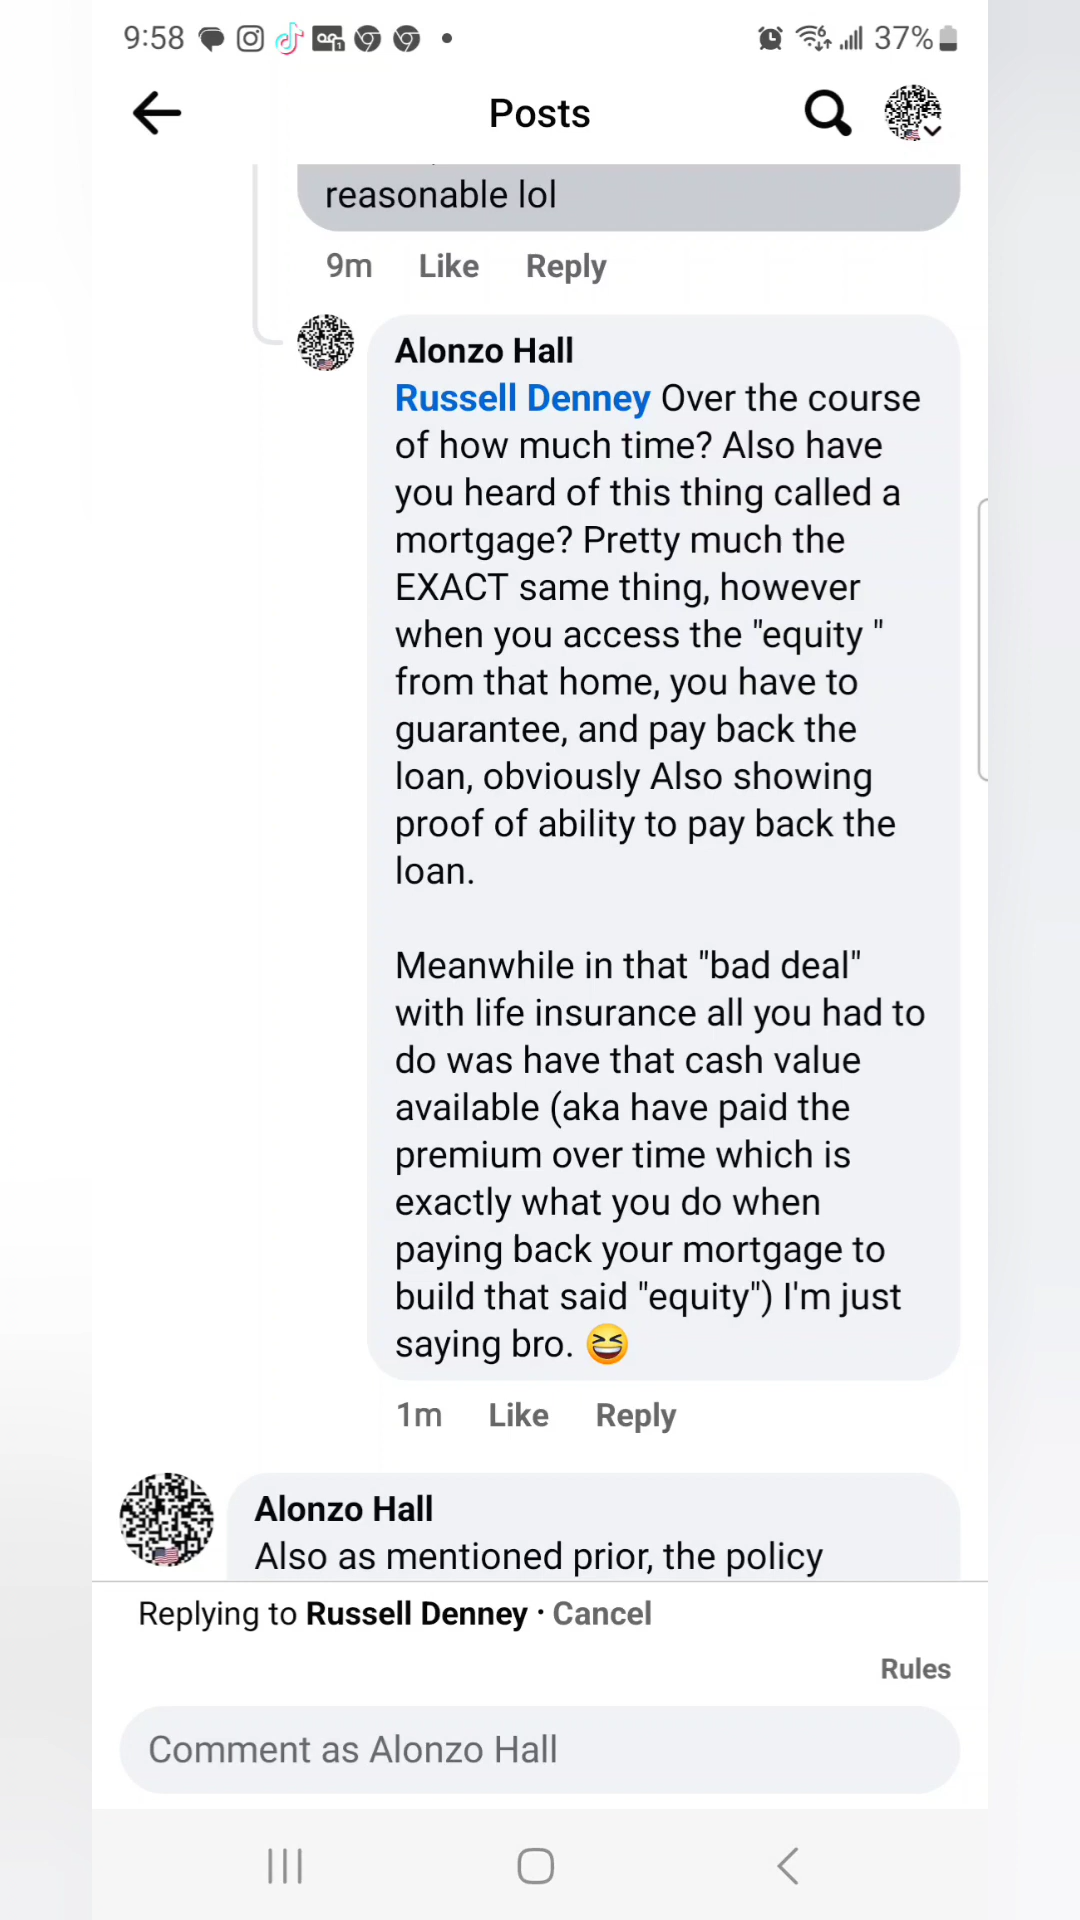 9:58
37%
Posts
reasonable lol
9m Like Reply
Alonzo Hall
Russell Denney Over the course
of how much time? Also have
you heard of this thing called a
mortgage? Pretty much the
EXACT same thing, however
when you access the "equity "
from that home, you have to
guarantee, and pay back the
loan, obviously Also showing
proof of ability to pay back the
loan.
Meanwhile in that "bad deal"
with life insurance all you had to
do was have that cash value
available (aka have paid the
premium over time which is
exactly what you do when
paying back your mortgage to
build that said "equity") I'm just
saying bro. 😆
1m Like Reply
Alonzo Hall
Also as mentioned prior, the policy
Replying to Russell Denney · Cancel
Rules
Comment as Alonzo Hall